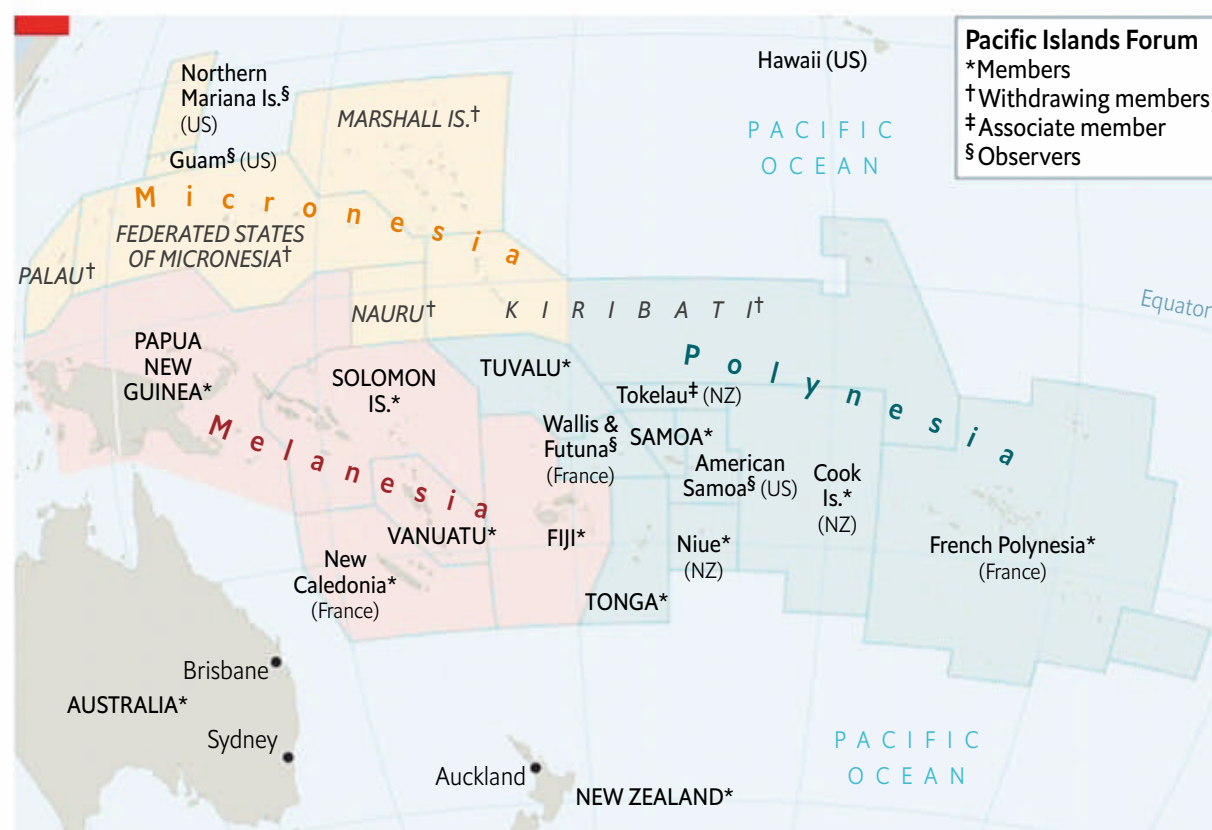 Pacific Islands Forum
*Members
†Withdrawing members
‡Associate member
§Observers
Hawaii (US)
PACIFIC
OCEAN
Northern
Mariana Is.§
(US)
MARSHALL IS.†
Guam§ (US)
Micronesia
FEDERATED STATES
OF MICRONESIA†
PALAU†
NAURU†
KIRIBATI†
Equator
PAPUA
NEW
GUINEA*
SOLOMON
IS.*
TUVALU*
Polynesia
Tokelau‡ (NZ)
Melanesia
Wallis &
Futuna§
(France)
SAMOA*
American
Samoa§ (US)
Cook
Is.*
(NZ)
VANUATU*
FIJI*
Niue*
(NZ)
French Polynesia*
(France)
New
Caledonia*
(France)
TONGA*
Brisbane
AUSTRALIA*
Sydney
PACIFIC
OCEAN
Auckland
NEW ZEALAND*